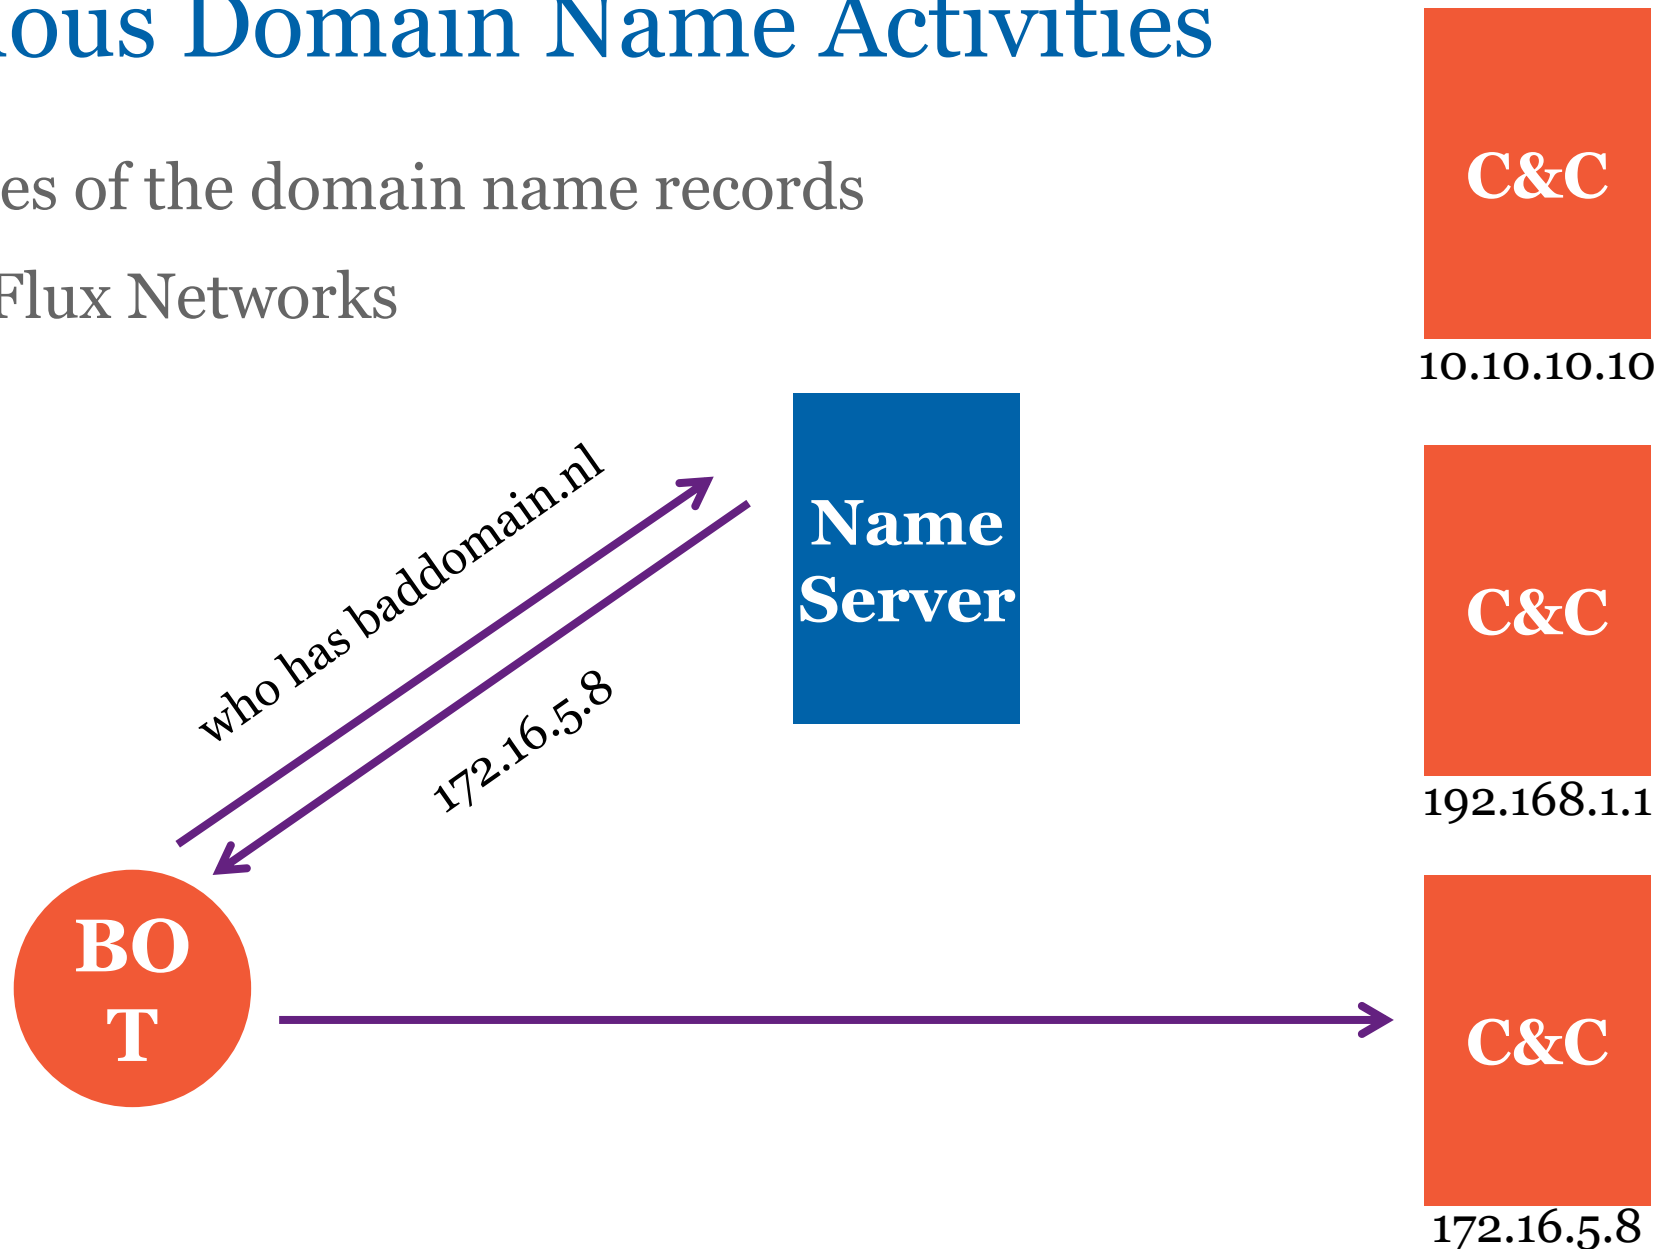 ious Domain Name Activities
es of the domain name records
Flux Networks
C&C
10.10.10.10
who has baddomain.nl
Name
Server
172.16.5.8
C&C
192.168.1.1
BO
T
C&C
172.16.5.8